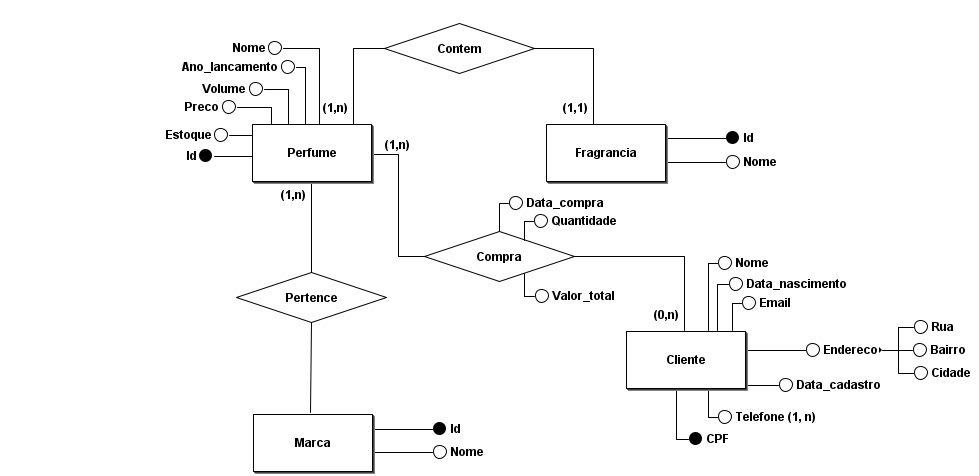 Nome
Contem
Ano_lancamento
Volume
Preco
(1,n)
(1,1)
Estoque
Id
Perfume
(1,n)
Fragrancia
Id
Nome
(1,n)
Data_compra
Quantidade
Compra
Valor_total
Pertence
(0,n)
Nome
Data_nascimento
Email
Cliente
Endereco
Rua
Bairro
Cidade
Data_cadastro
Telefone (1, n)
CPF
Marca
Id
Nome